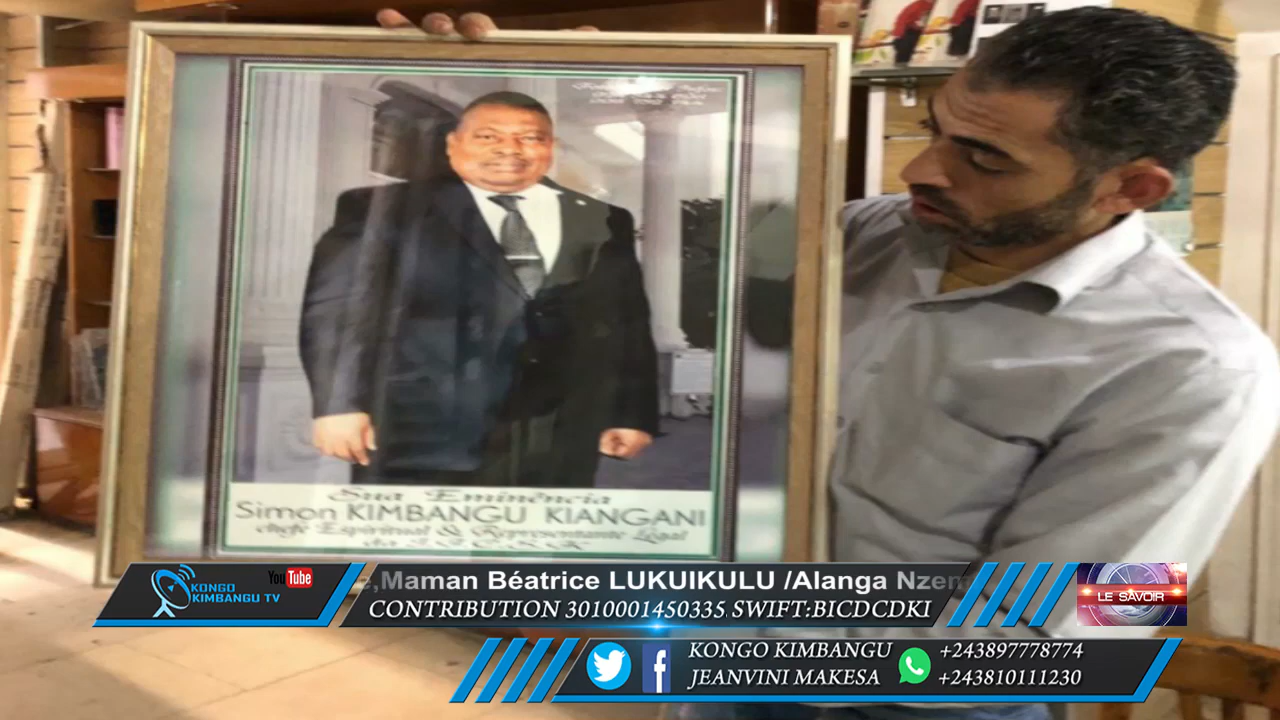 Sua Eminência
Simon KIMBANGU KIANGANI
chefe Espiritual & Representante Legal
KONGO
KIMBANGU TV
YouTube
,Maman Béatrice LUKUIKULU /Alanga
CONTRIBUTION 3010001450335 SWIFT:BICDCDKI
LE SAVOIR
KONGO KIMBANGU
JEANVINI MAKESA
+243897778774
+243810111230